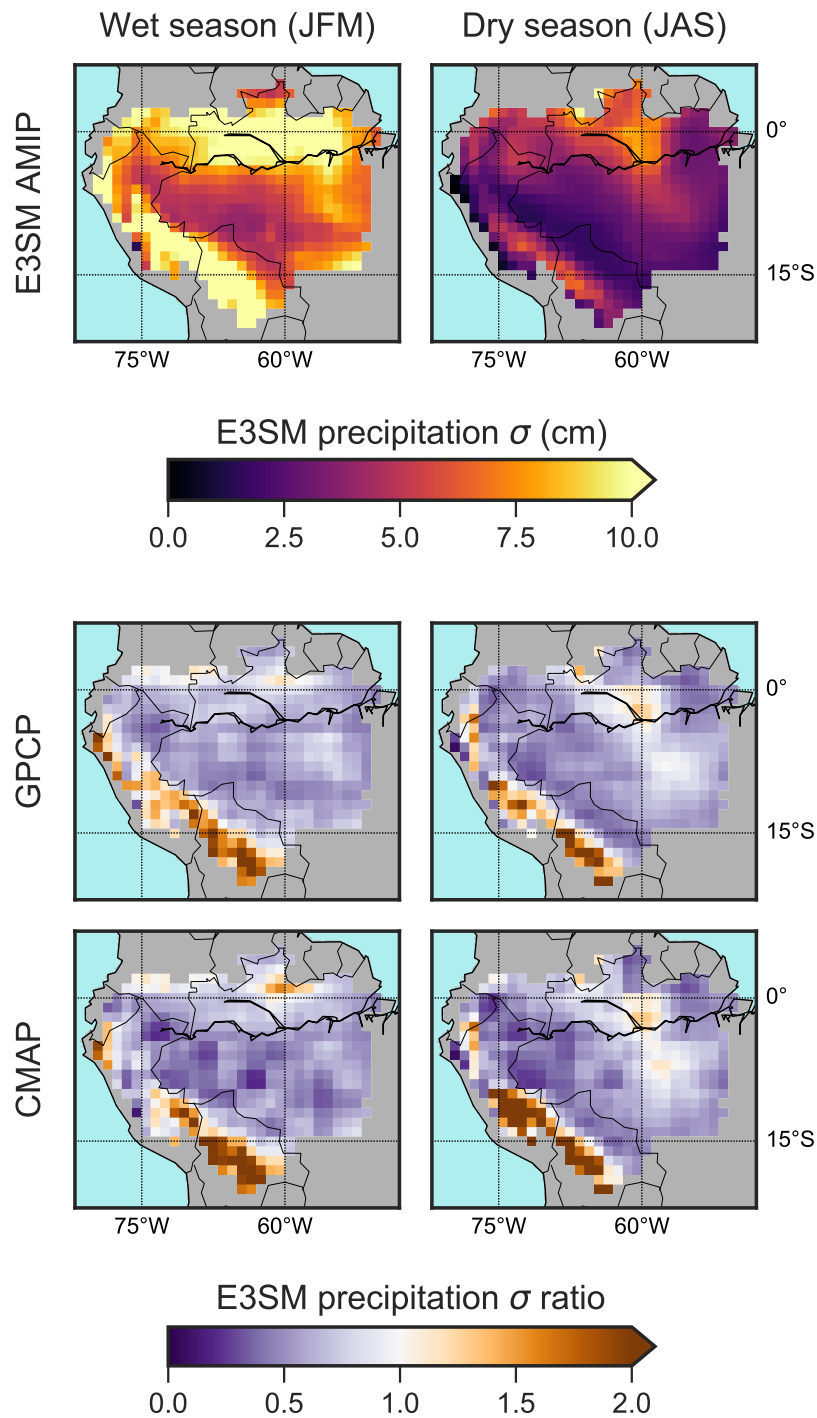 Wet season (JFM)
Dry season (JAS)
E3SM AMIP
0°
15°S
75°W
60°W
75°W
60°W
E3SM precipitation σ (cm)
0.0
2.5
5.0
7.5
10.0
GPCP
0°
15°S
CMAP
0°
15°S
75°W
60°W
75°W
60°W
E3SM precipitation σ ratio
0.0
0.5
1.0
1.5
2.0